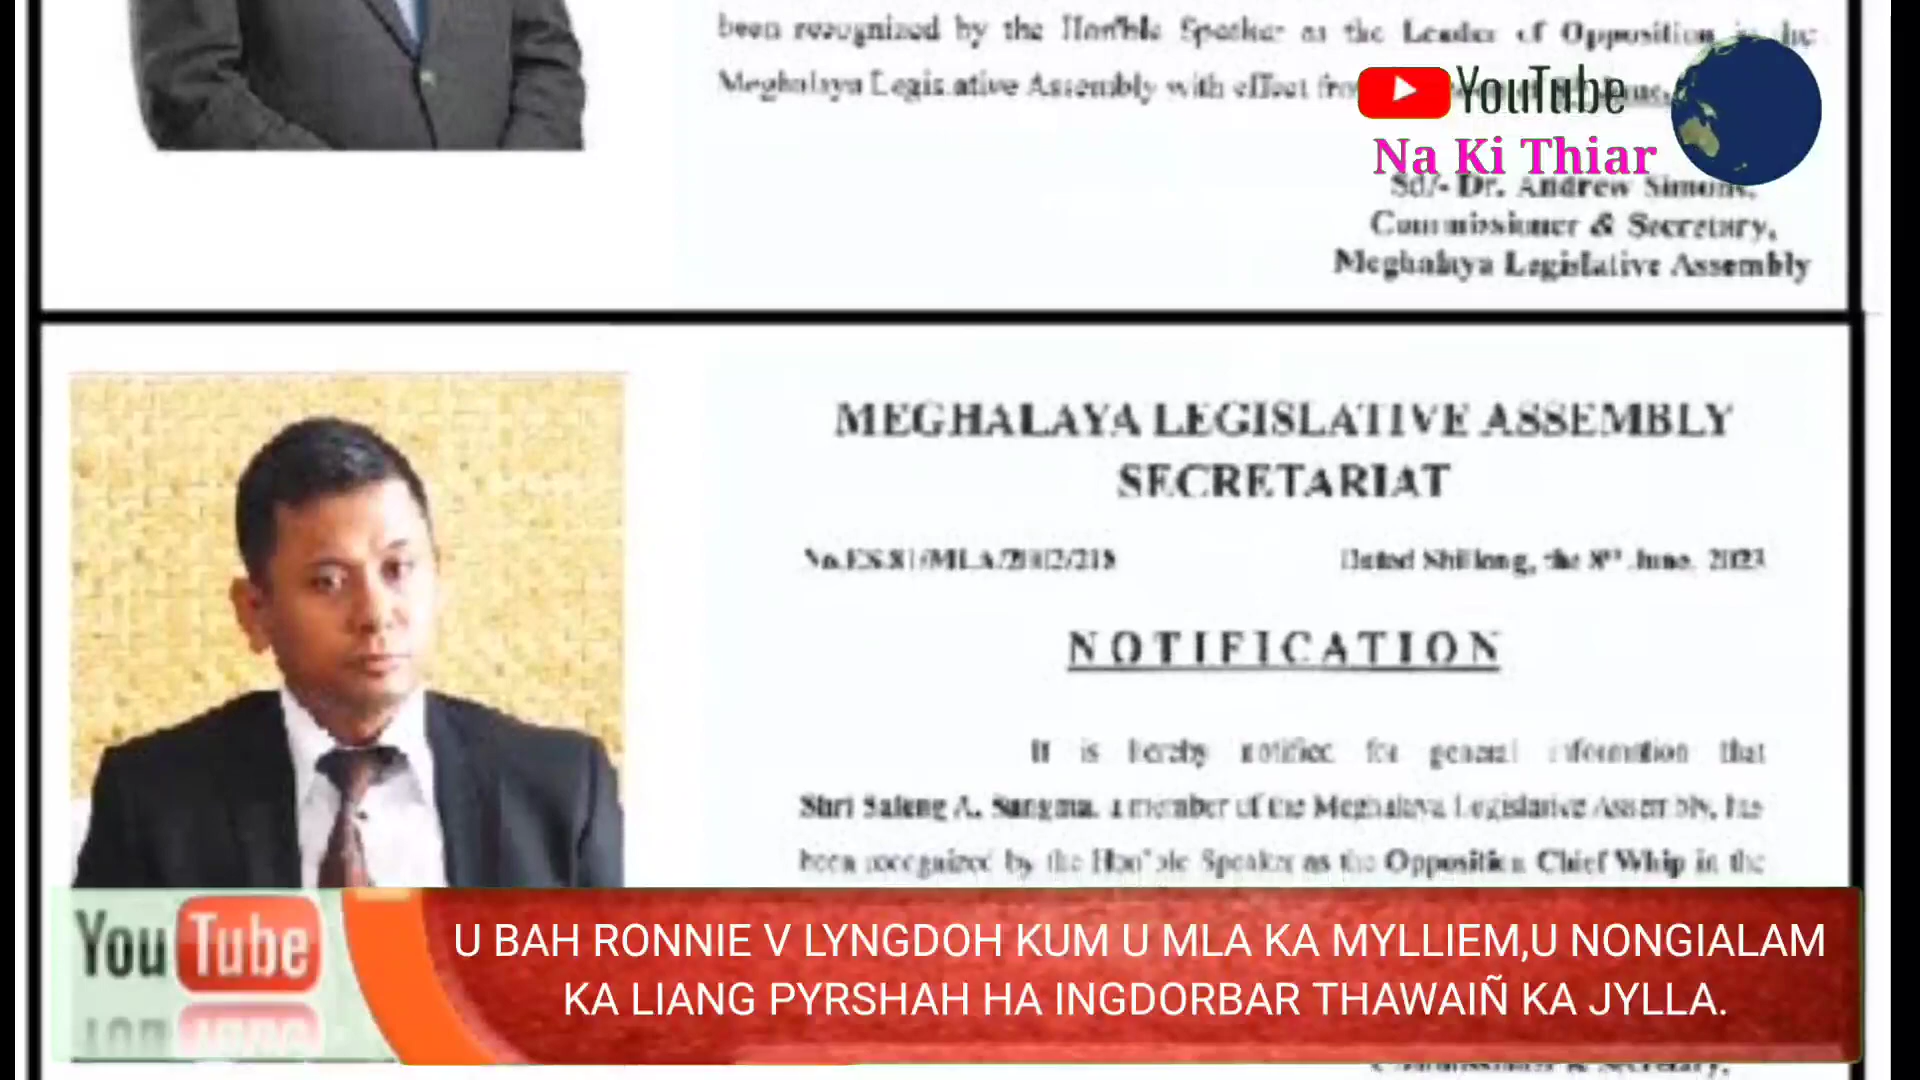 been recognized by the Hon'ble Speaker as the Leader of Opposition in the
Meghalaya Legislative Assembly with effect from
YouTube
Na Ki Thiar
Sd/- Dr. Andrew Simons,
Commissioner & Secretary,
Meghalaya Legislative Assembly
MEGHALAYA LEGISLATIVE ASSEMBLY
SECRETARIAT
Dated Shillong, the 8th June, 2023
NOTIFICATION
It is hereby notified for general information that
Shri Saleng A. Sangma, a member of the Meghalaya Legislative Assembly, has
been recognized by the Hon'ble Speaker as the Opposition Chief Whip in the
YouTube
U BAH RONNIE V LYNGDOH KUM U MLA KA MYLLIEM,U NONGIALAM
KA LIANG PYRSHAH HA INGDORBAR THAWAIÑ KA JYLLA.
Commissioner & Secretary,